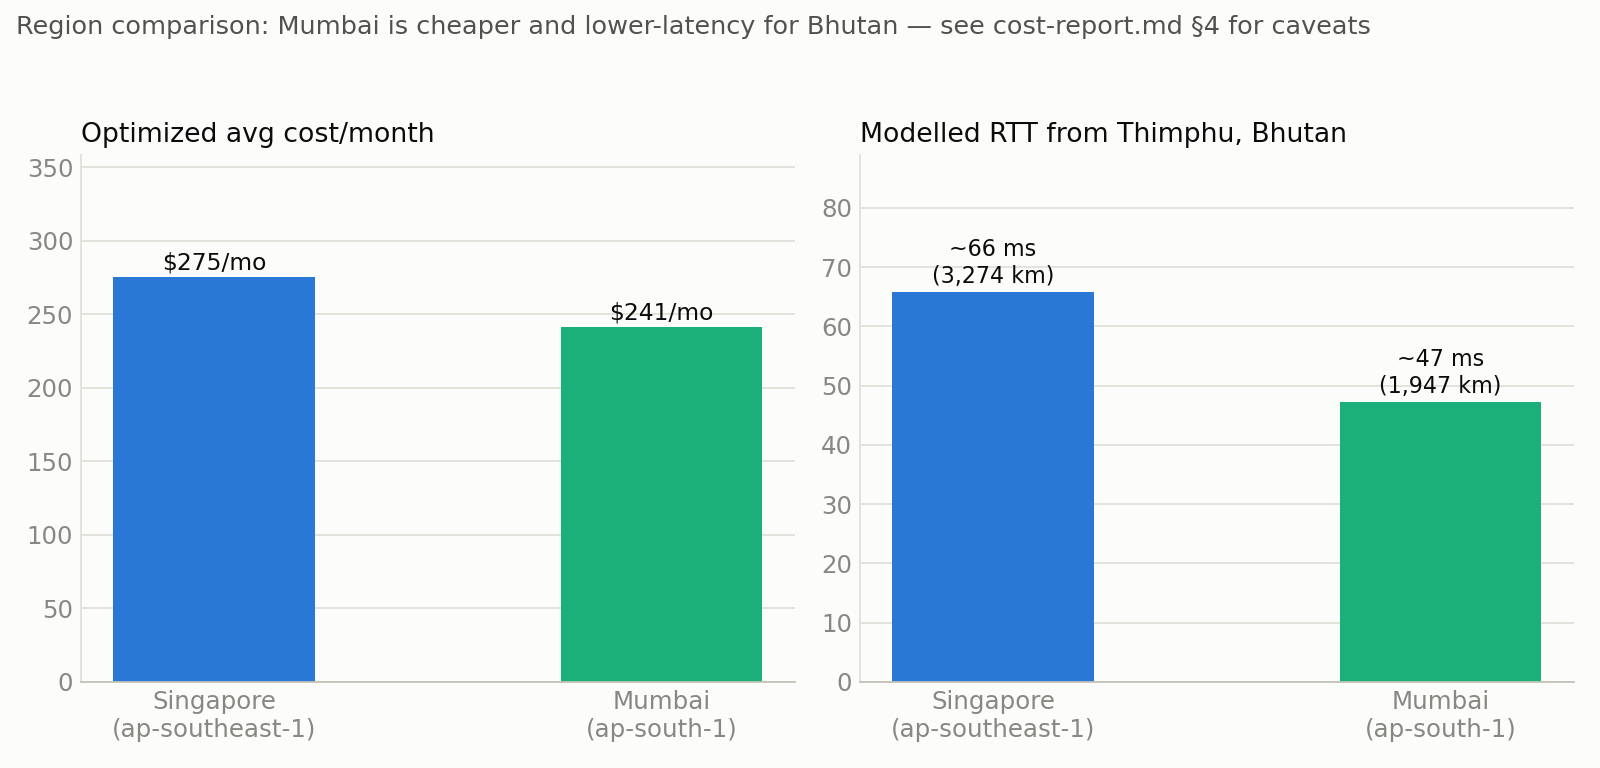 Region comparison: Mumbai is cheaper and lower-latency for Bhutan — see cost-report.md §4 for caveats
Optimized avg cost/month
350
300
250
200
150
100
50
0
$275/mo
$241/mo
Singapore
(ap-southeast-1)
Mumbai
(ap-south-1)
Modelled RTT from Thimphu, Bhutan
80
70
60
50
40
30
20
10
0
~66 ms
(3,274 km)
~47 ms
(1,947 km)
Singapore
(ap-southeast-1)
Mumbai
(ap-south-1)